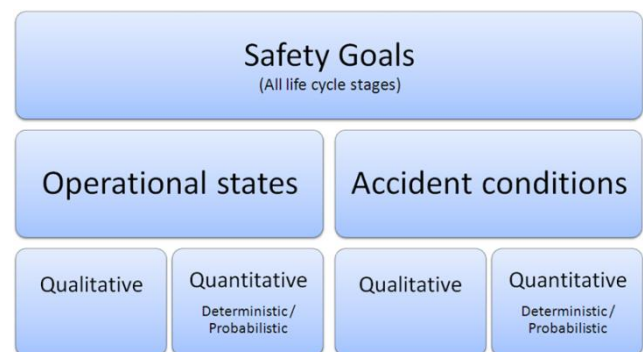 Safety Goals
(All life cycle stages)
Operational states
Accident conditions
Qualitative
Quantitative
Deterministic/
Probabilistic
Qualitative
Quantitative
Deterministic/
Probabilistic